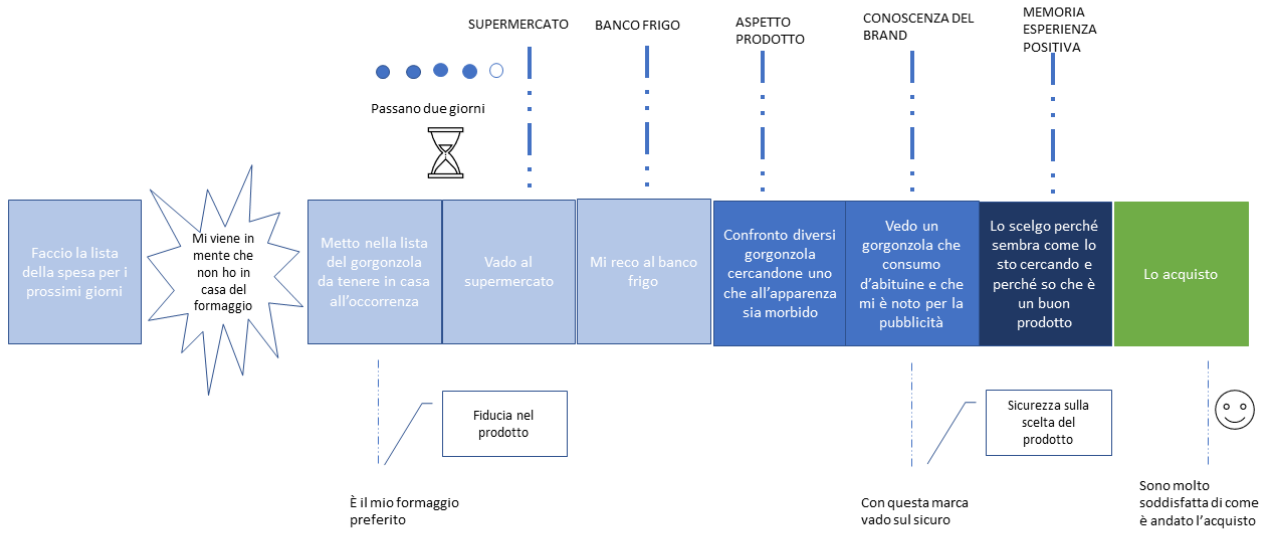 SUPERMERCATO
BANCO FRIGO
ASPETTO
PRODOTTO
CONOSCENZA DEL
BRAND
MEMORIA
ESPERIENZA
POSITIVA
Passano due giorni
Faccio la lista
della spesa per i
prossimi giorni
Mi viene in
mente che
non ho in
casa del
formaggio
Metto nella lista
del gorgonzola
da tenere in casa
all'occorrenza
Vado al
supermercato
Mi reco al banco
frigo
Confronto diversi
gorgonzola
cercandone uno
che all'apparenza
sia morbido
Vedo un
gorgonzola che
consumo
d'abituine e che
mi è noto per la
pubblicità
Lo scelgo perché
sembra come lo
sto cercando e
perché so che è
un buon
prodotto
Lo acquisto
Fiducia nel
prodotto
Sicurezza sulla
scelta del
prodotto
È il mio formaggio
preferito
Con questa marca
vado sul sicuro
Sono molto
soddisfatta di come
è andato l'acquisto